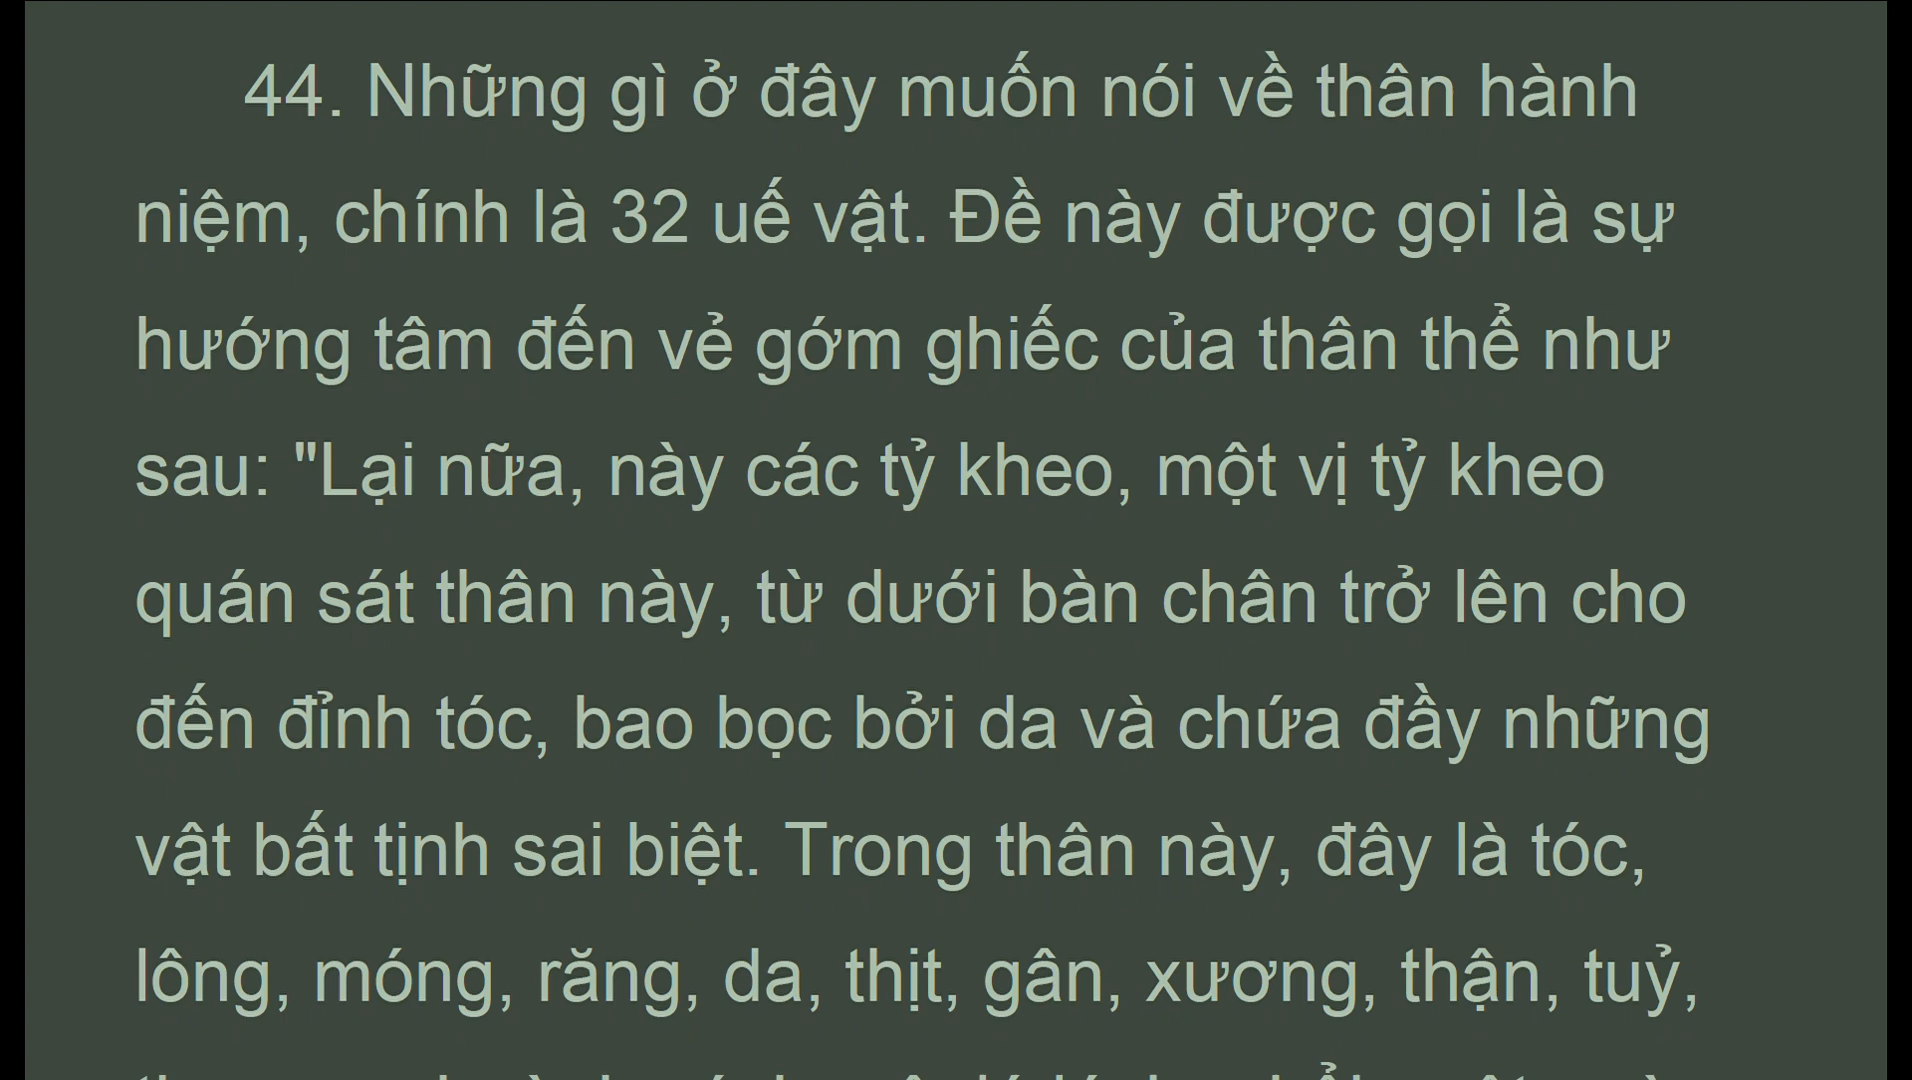 44. Những gì ở đây muốn nói về thân hành
niệm, chính là 32 uế vật. Đề này được gọi là sự
hướng tâm đến vẻ gớm ghiếc của thân thể như
sau: "Lại nữa, này các tỷ kheo, một vị tỷ kheo
quán sát thân này, từ dưới bàn chân trở lên cho
đến đỉnh tóc, bao bọc bởi da và chứa đầy những
vật bất tịnh sai biệt. Trong thân này, đây là tóc,
lông, móng, răng, da, thịt, gân, xương, thận, tuỷ,